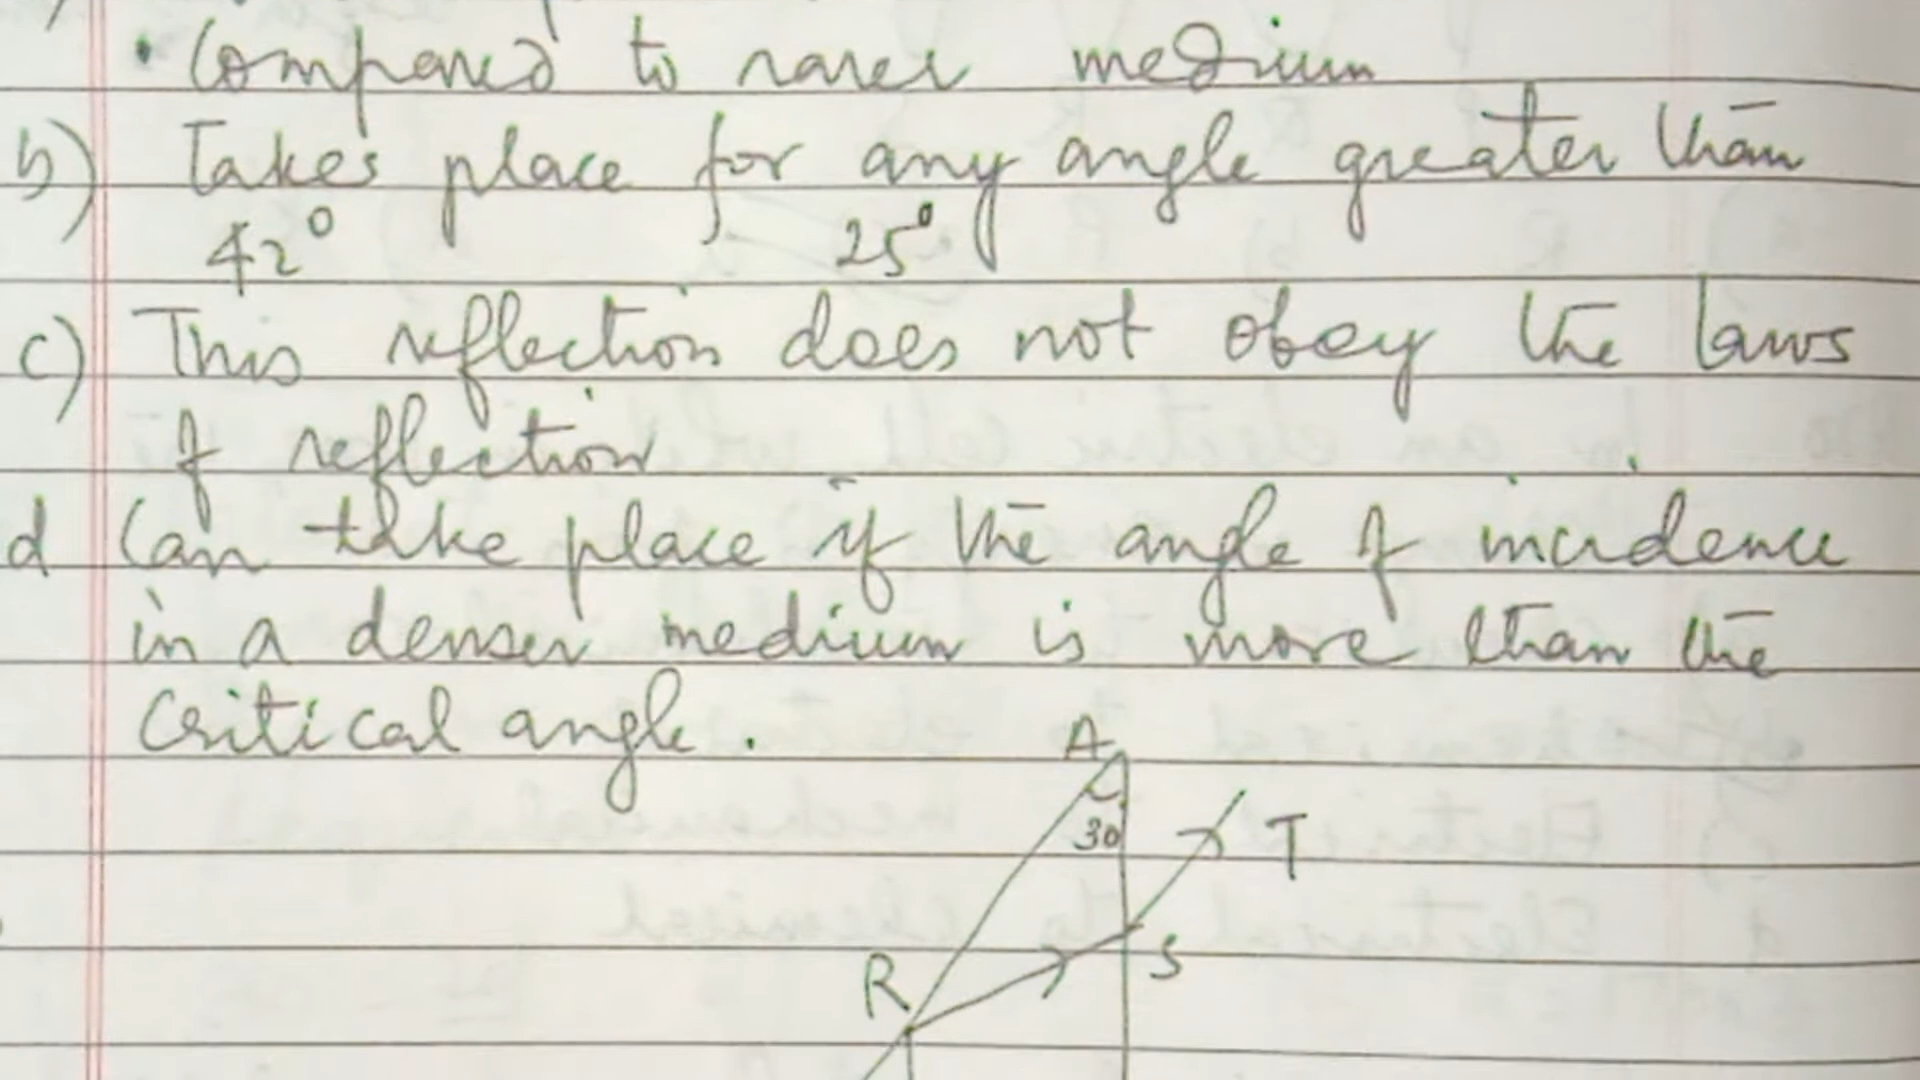 • Compared to rarer medium
b) Takes place for any angle greater than
42° 25°
c) This reflection does not obey the laws
of reflection
d Can take place if the angle of incidence
in a denser medium is more than the
critical angle.
A
30
T
S
R